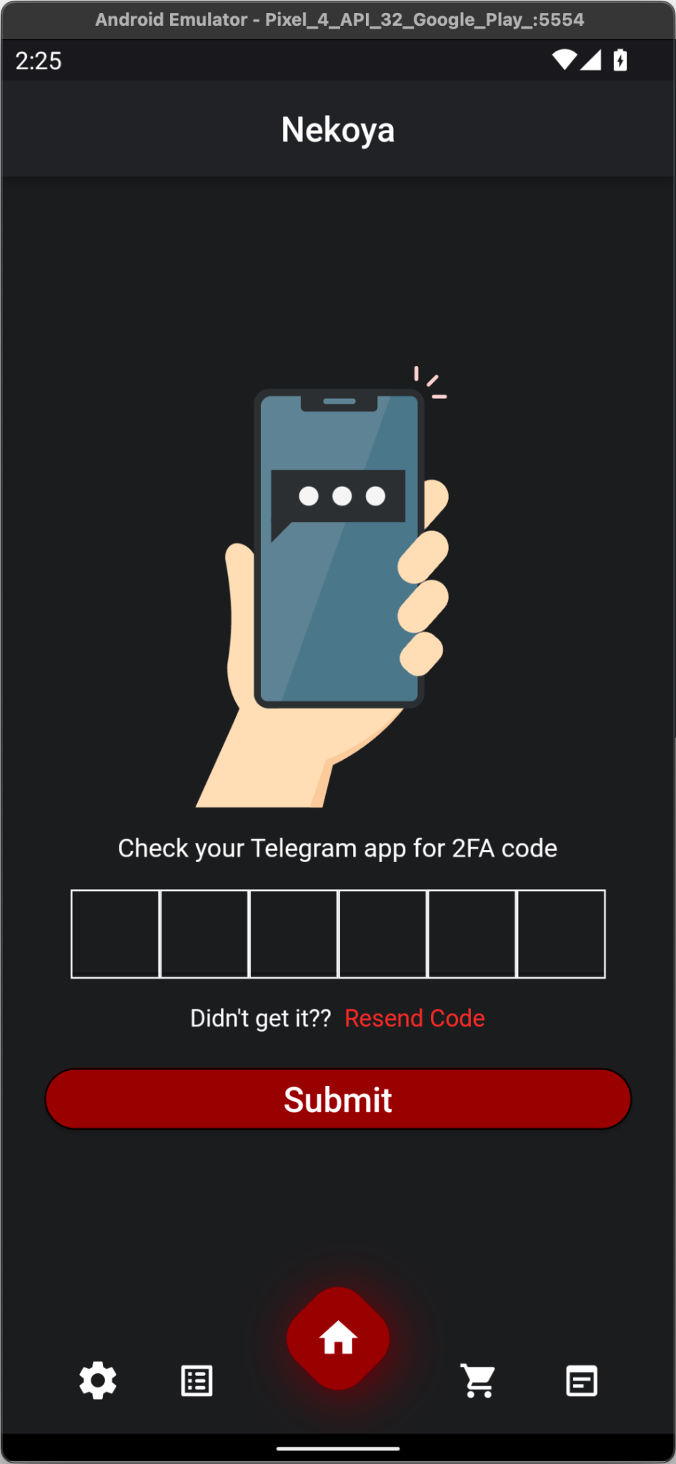 Android Emulator - Pixel_4_API_32_Google_Play_:5554
2:25
Nekoya
Check your Telegram app for 2FA code
Didn't get it?? Resend Code
Submit